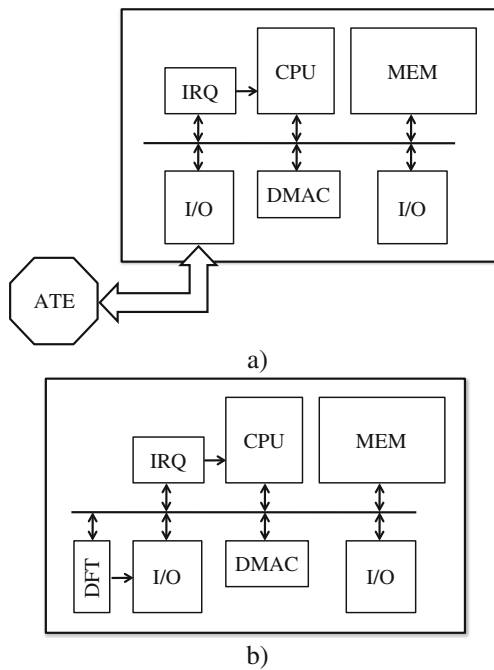 CPU
MEM
IRQ
I/O
DMAC
I/O
ATE
a)
CPU
MEM
IRQ
DFT
I/O
DMAC
I/O
b)